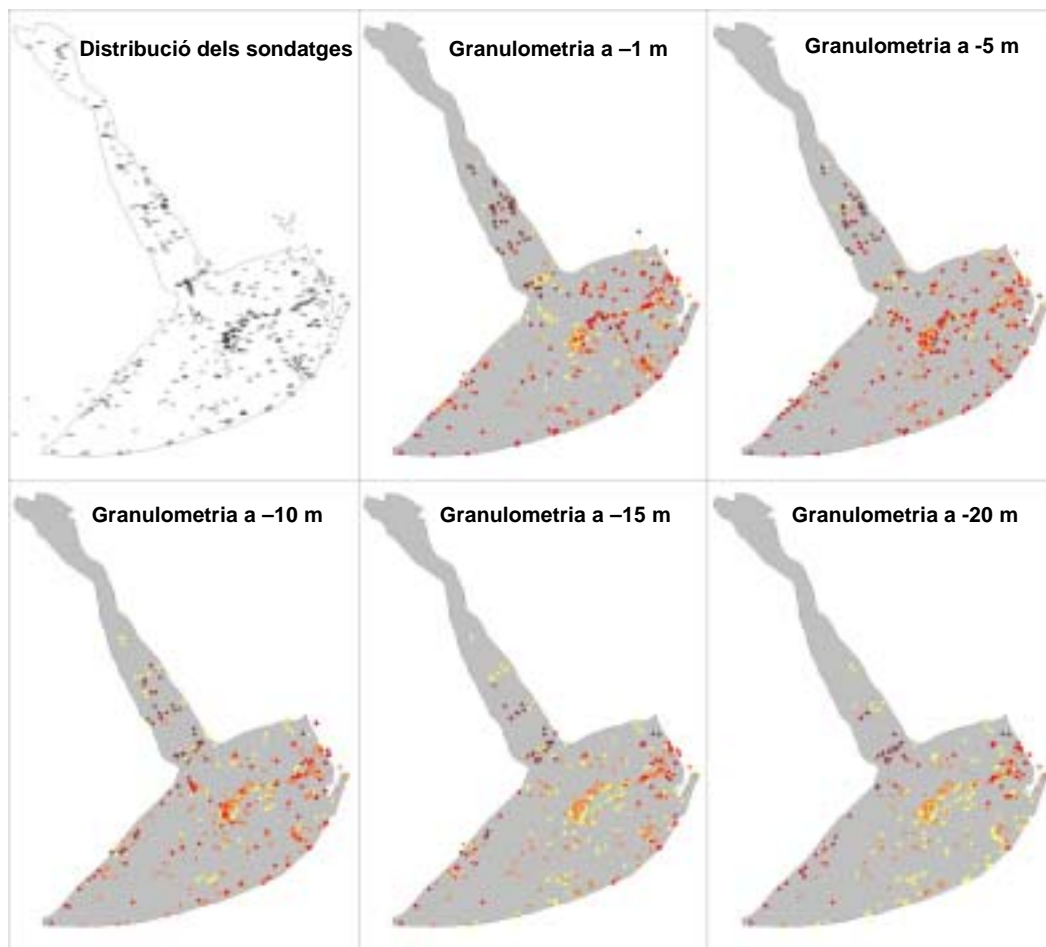 Distribució dels sondatges
Granulometria a –1 m
Granulometria a -5 m
Granulometria a –10 m
Granulometria a –15 m
Granulometria a -20 m